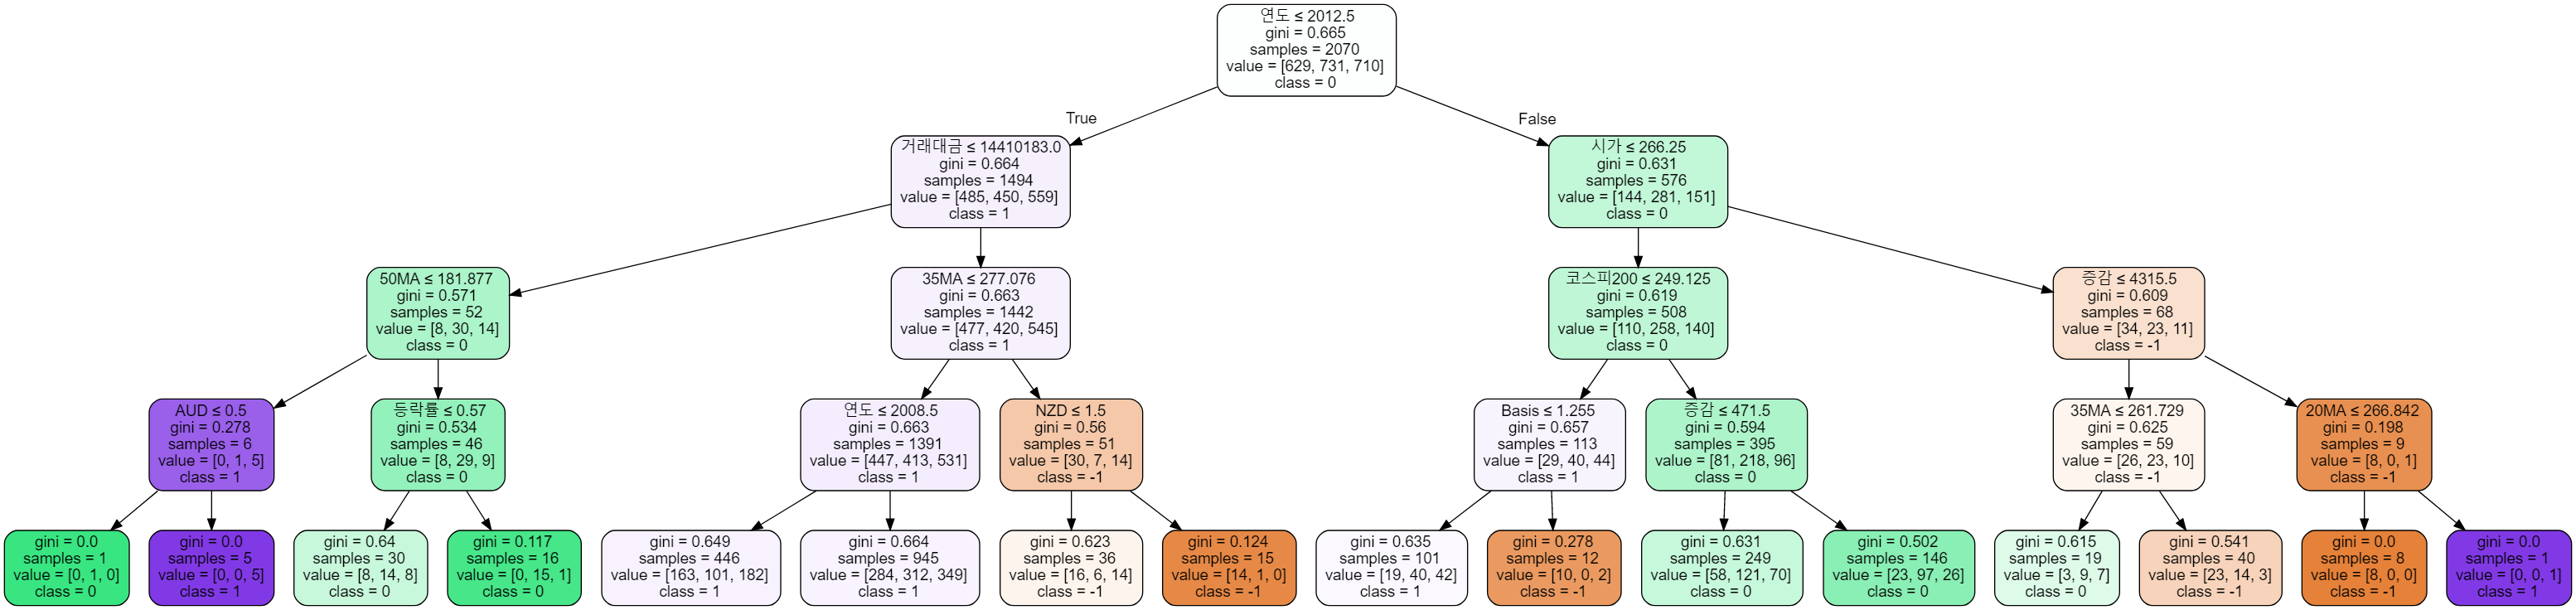 연도 ≤ 2012.5
gini = 0.665
samples = 2070
value = [629, 731, 710]
class = 0
True
False
거래대금 ≤ 14410183.0
gini = 0.664
samples = 1494
value = [485, 450, 559]
class = 1
시가 ≤ 266.25
gini = 0.631
samples = 576
value = [144, 281, 151]
class = 0
50MA ≤ 181.877
gini = 0.571
samples = 52
value = [8, 30, 14]
class = 0
35MA ≤ 277.076
gini = 0.663
samples = 1442
value = [477, 420, 545]
class = 1
코스피200 ≤ 249.125
gini = 0.619
samples = 508
value = [110, 258, 140]
class = 0
증감 ≤ 4315.5
gini = 0.609
samples = 68
value = [34, 23, 11]
class = -1
AUD ≤ 0.5
gini = 0.278
samples = 6
value = [0, 1, 5]
class = 1
등락률 ≤ 0.57
gini = 0.534
samples = 46
value = [8, 29, 9]
class = 0
연도 ≤ 2008.5
gini = 0.663
samples = 1391
value = [447, 413, 531]
class = 1
NZD ≤ 1.5
gini = 0.56
samples = 51
value = [30, 7, 14]
class = -1
Basis ≤ 1.255
gini = 0.657
samples = 113
value = [29, 40, 44]
class = 1
증감 ≤ 471.5
gini = 0.594
samples = 395
value = [81, 218, 96]
class = 0
35MA ≤ 261.729
gini = 0.625
samples = 59
value = [26, 23, 10]
class = -1
20MA ≤ 266.842
gini = 0.198
samples = 9
value = [8, 0, 1]
class = -1
gini = 0.0
samples = 1
value = [0, 1, 0]
class = 0
gini = 0.0
samples = 5
value = [0, 0, 5]
class = 1
gini = 0.64
samples = 30
value = [8, 14, 8]
class = 0
gini = 0.117
samples = 16
value = [0, 15, 1]
class = 0
gini = 0.649
samples = 446
value = [163, 101, 182]
class = 1
gini = 0.664
samples = 945
value = [284, 312, 349]
class = 1
gini = 0.623
samples = 36
value = [16, 6, 14]
class = -1
gini = 0.124
samples = 15
value = [14, 1, 0]
class = -1
gini = 0.635
samples = 101
value = [19, 40, 42]
class = 1
gini = 0.278
samples = 12
value = [10, 0, 2]
class = -1
gini = 0.631
samples = 249
value = [58, 121, 70]
class = 0
gini = 0.502
samples = 146
value = [23, 97, 26]
class = 0
gini = 0.615
samples = 19
value = [3, 9, 7]
class = 0
gini = 0.541
samples = 40
value = [23, 14, 3]
class = -1
gini = 0.0
samples = 8
value = [8, 0, 0]
class = -1
gini = 0.0
samples = 1
value = [0, 0, 1]
class = 1